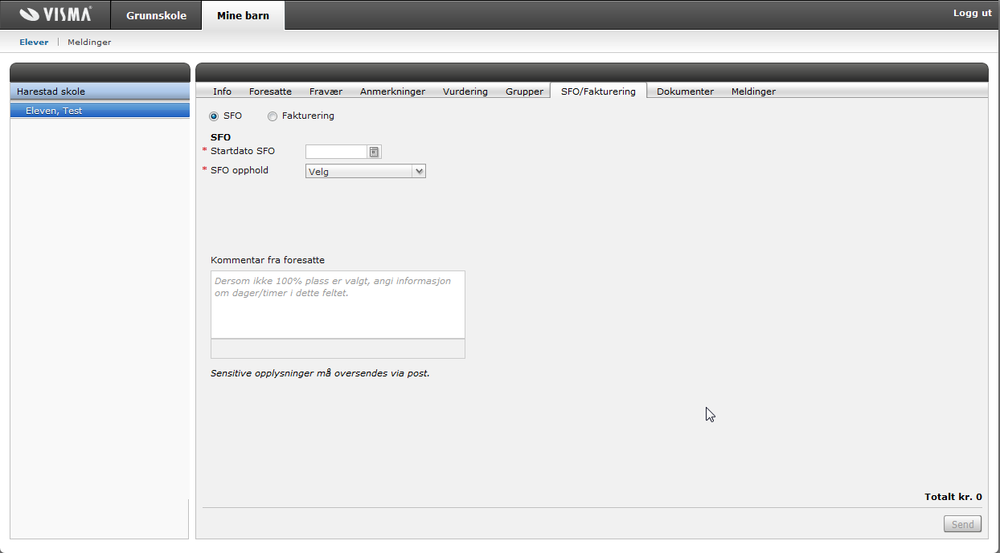 VISMA
Grunnskole
Mine barn
Logg ut
Elever
Meldinger
Harestad skole
Eleven, Test
Info
Foresatte
Fravær
Anmerkninger
Vurdering
Grupper
SFO/Fakturering
Dokumenter
Meldinger
SFO
Fakturering
SFO
* Startdato SFO
* SFO opphold
Velg
Kommentar fra foresatte
Dersom ikke 100% plass er valgt, angi informasjon
om dager/timer i dette feltet.
Sensitive opplysninger må oversendes via post.
Totalt kr. 0
Send